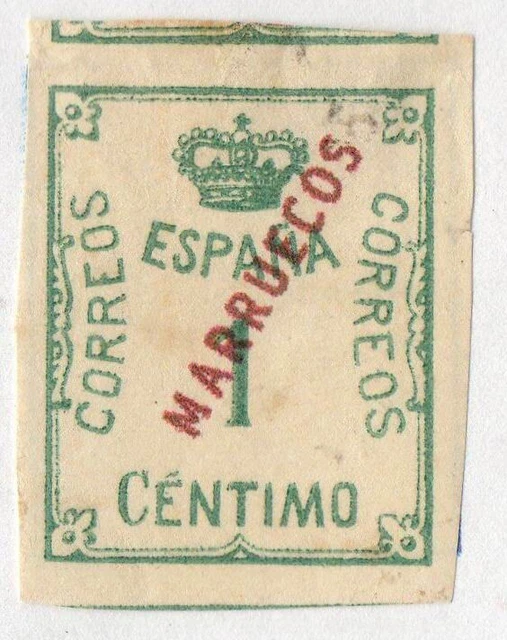 ESPAÑA
CORREOS
CORREOS
MARRUECOS
1
CÉNTIMO